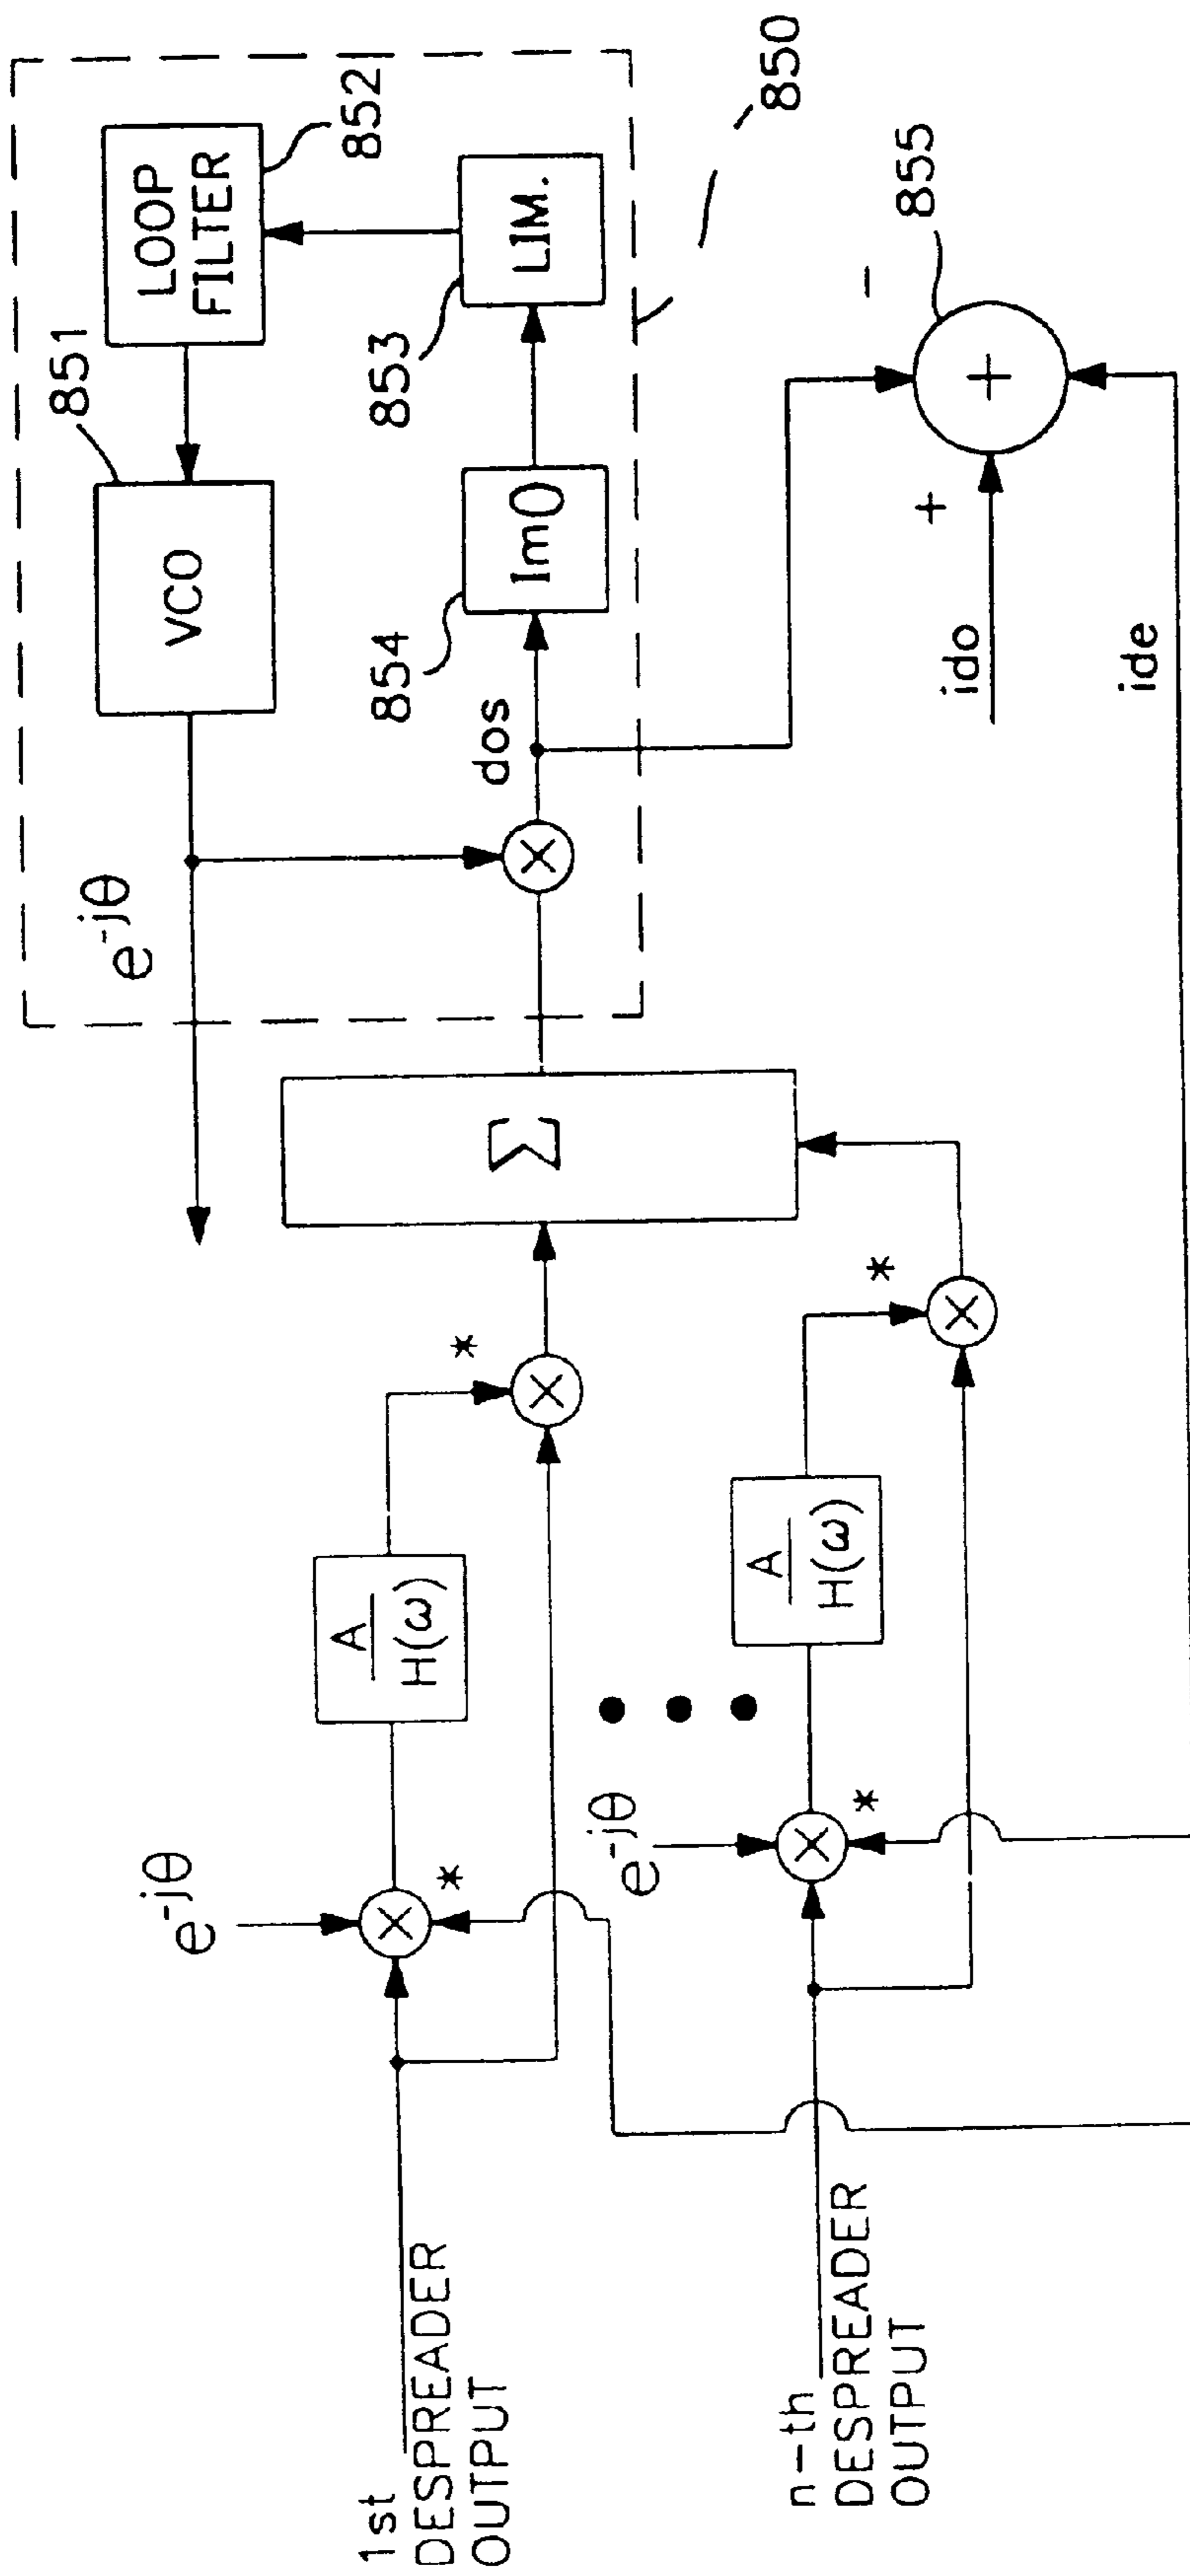 1st
DESPREADER
OUTPUT
e^-jθ
*
A
H(ω)
*
n-th
DESPREADER
OUTPUT
e^-jθ
*
A
H(ω)
*
Σ
e^-jθ
VCO
851
LOOP
FILTER
852
dos
854
Im()
853
LIM.
850
ido
+
+
-
855
ide